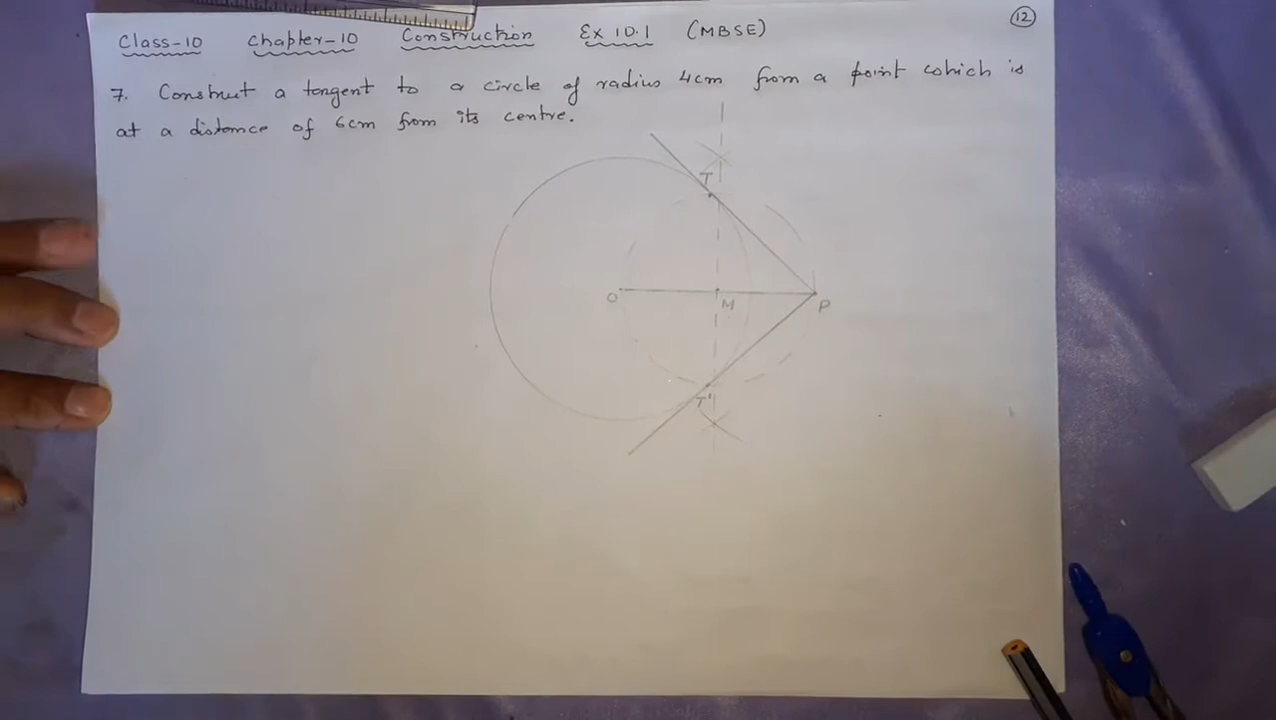 Class-10 Chapter-10 Construction Ex 10.1 (MBSE) 12
7. Construct a tangent to a circle of radius 4cm from a point which is
at a distance of 6cm from its centre.
T
O M P
T'